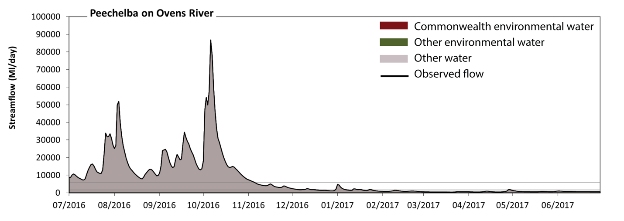 Peechelba on Ovens River
Streamflow (Ml/day)
100000
90000
80000
70000
60000
50000
40000
30000
20000
10000
0
07/2016 08/2016 09/2016 10/2016 11/2016 12/2016 01/2017 02/2017 03/2017 04/2017 05/2017 06/2017
Commonwealth environmental water
Other environmental water
Other water
Observed flow